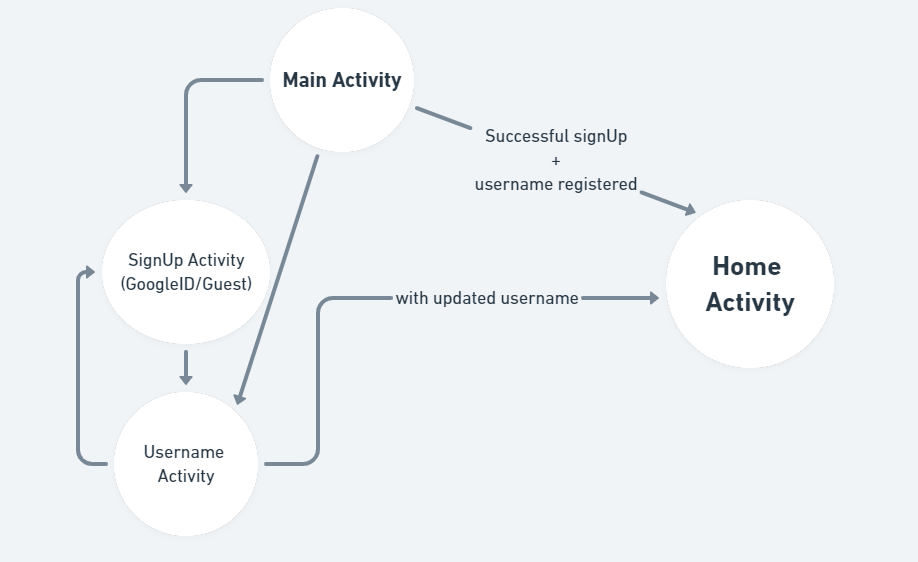 Main Activity
Successful signUp
+
username registered
SignUp Activity
(GoogleID/Guest)
Home
Activity
with updated username
Username
Activity